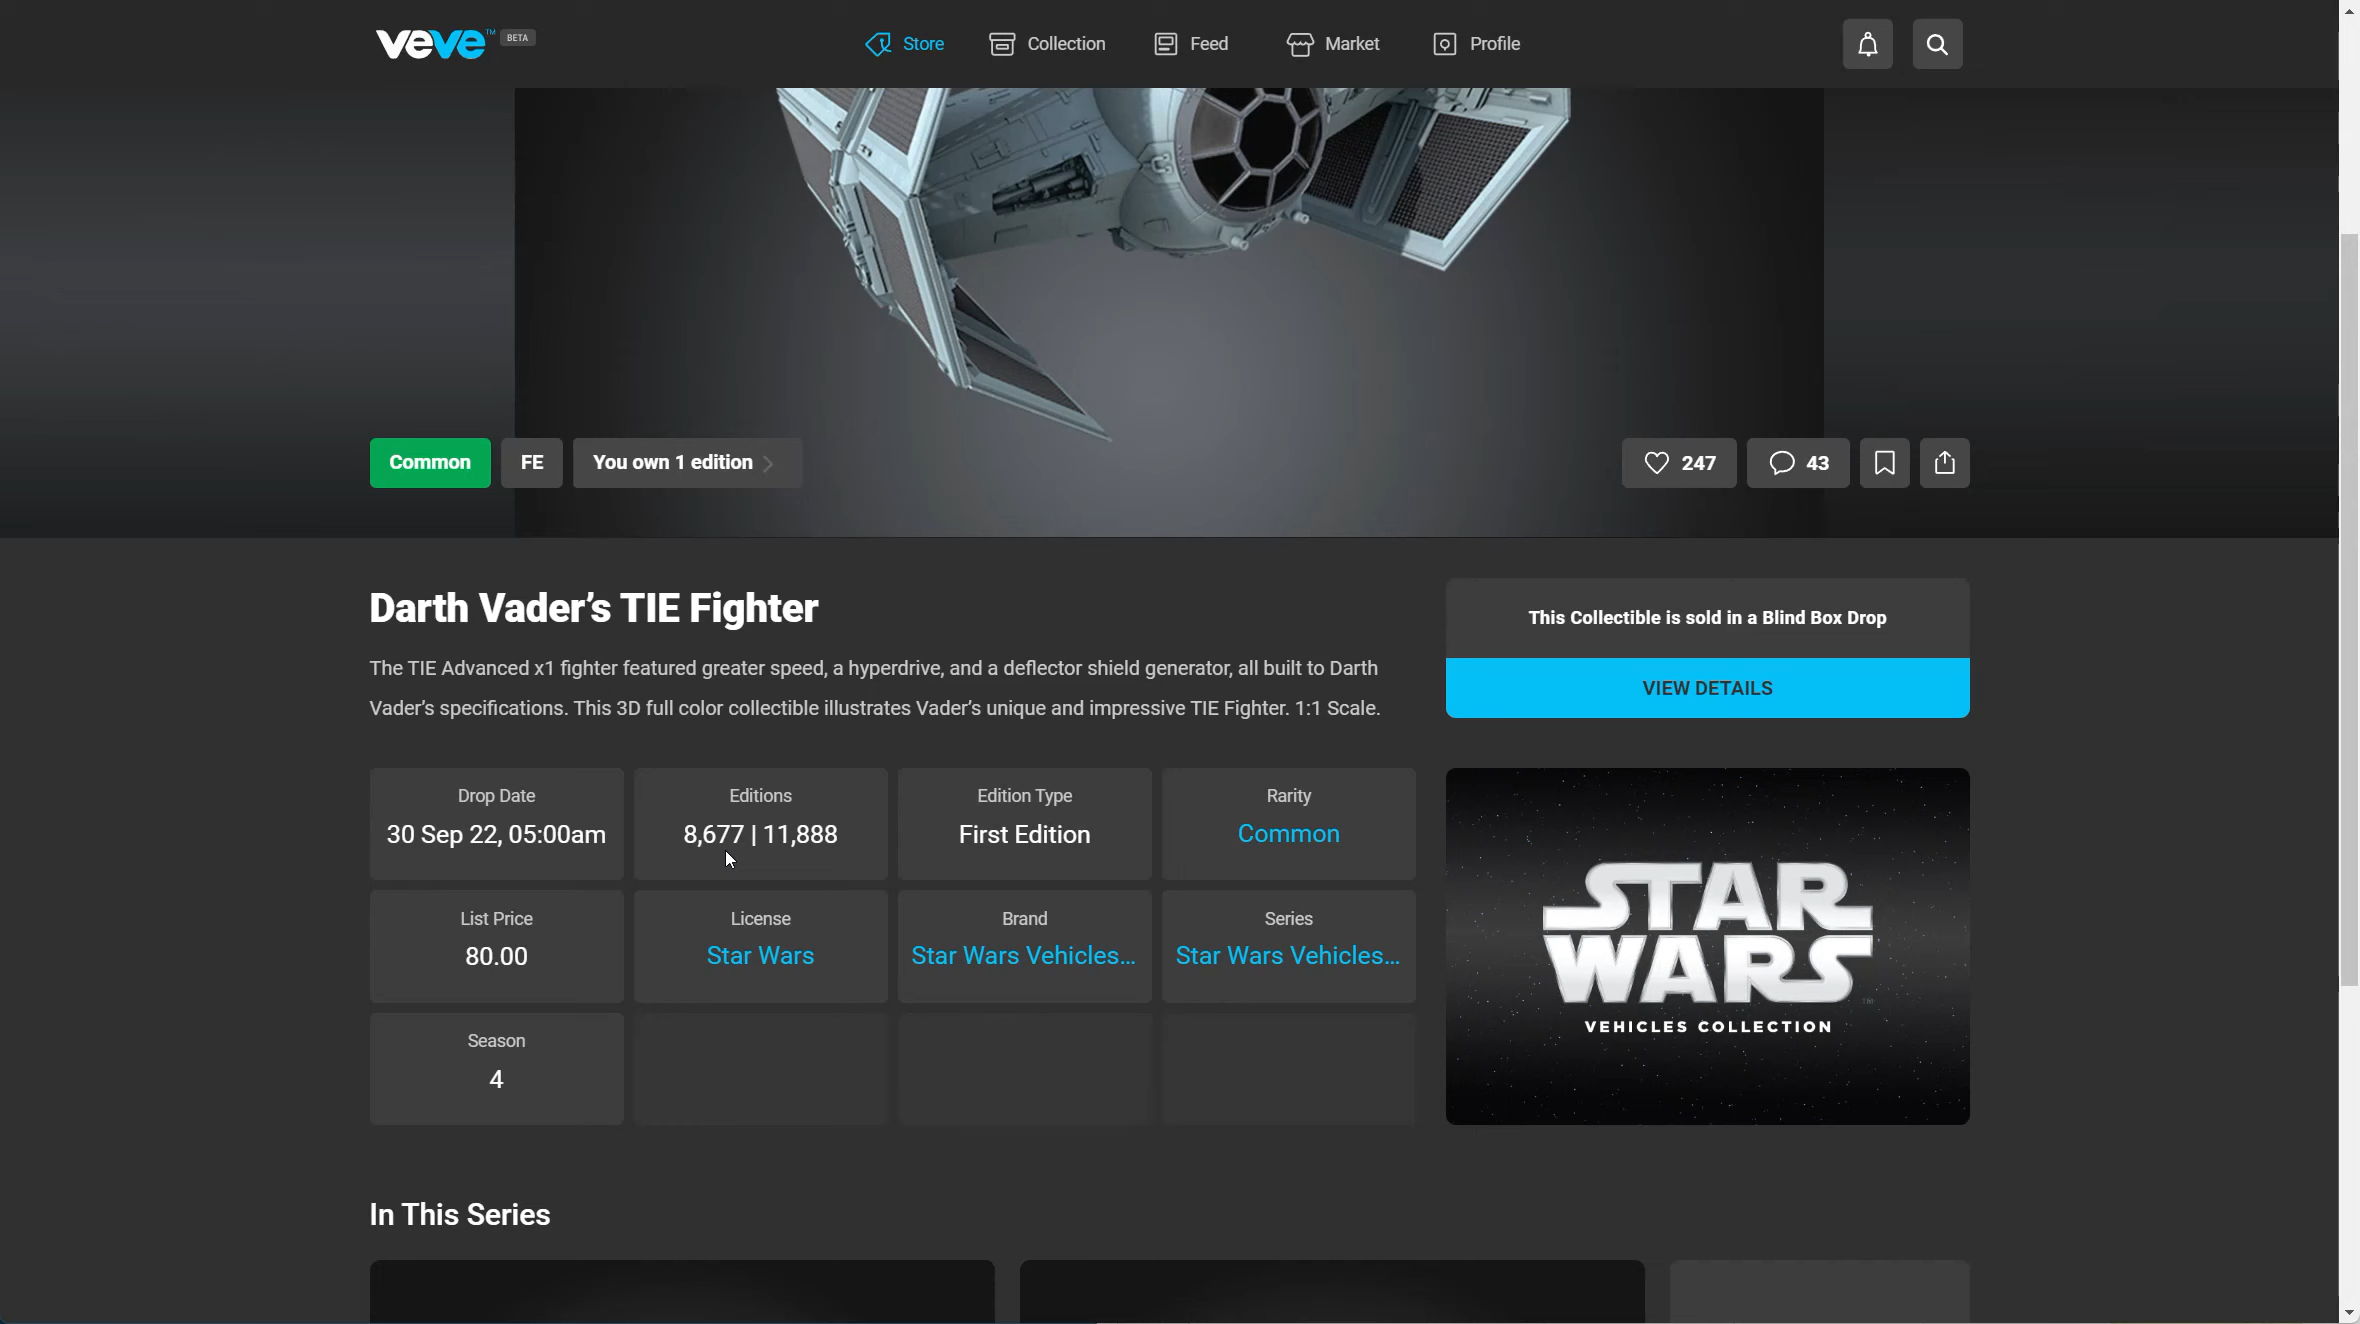 veve™ BETA
Store
Collection
Feed
Market
Profile
Common
FE
You own 1 edition
247
43
Darth Vader's TIE Fighter
The TIE Advanced x1 fighter featured greater speed, a hyperdrive, and a deflector shield generator, all built to Darth
Vader's specifications. This 3D full color collectible illustrates Vader's unique and impressive TIE Fighter. 1:1 Scale.
This Collectible is sold in a Blind Box Drop
VIEW DETAILS
Drop Date
30 Sep 22, 05:00am
Editions
8,677 | 11,888
Edition Type
First Edition
Rarity
Common
List Price
80.00
License
Star Wars
Brand
Star Wars Vehicles...
Series
Star Wars Vehicles...
Season
4
STAR
WARS™
VEHICLES COLLECTION
In This Series